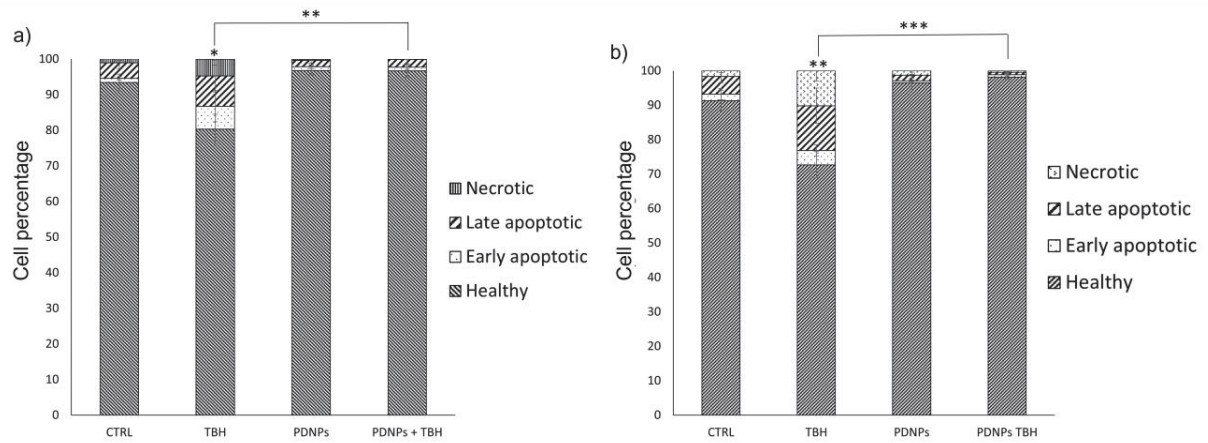 a)
**
*
Cell percentage
100
90
80
70
60
50
40
30
20
10
0
CTRL TBH PDNPs PDNPs + TBH
Necrotic
Late apoptotic
Early apoptotic
Healthy
b)
***
**
Cell percentage
100
90
80
70
60
50
40
30
20
10
0
CTRL TBH PDNPs PDNPs TBH
Necrotic
Late apoptotic
Early apoptotic
Healthy